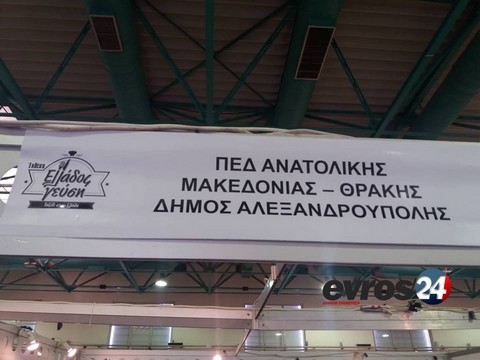 Ελλάδος
γεύση
ΠΕΔ ΑΝΑΤΟΛΙΚΗΣ
ΜΑΚΕΔΟΝΙΑΣ – ΘΡΑΚΗΣ
ΔΗΜΟΣ ΑΛΕΞΑΝΔΡΟΥΠΟΛΗΣ
evros24